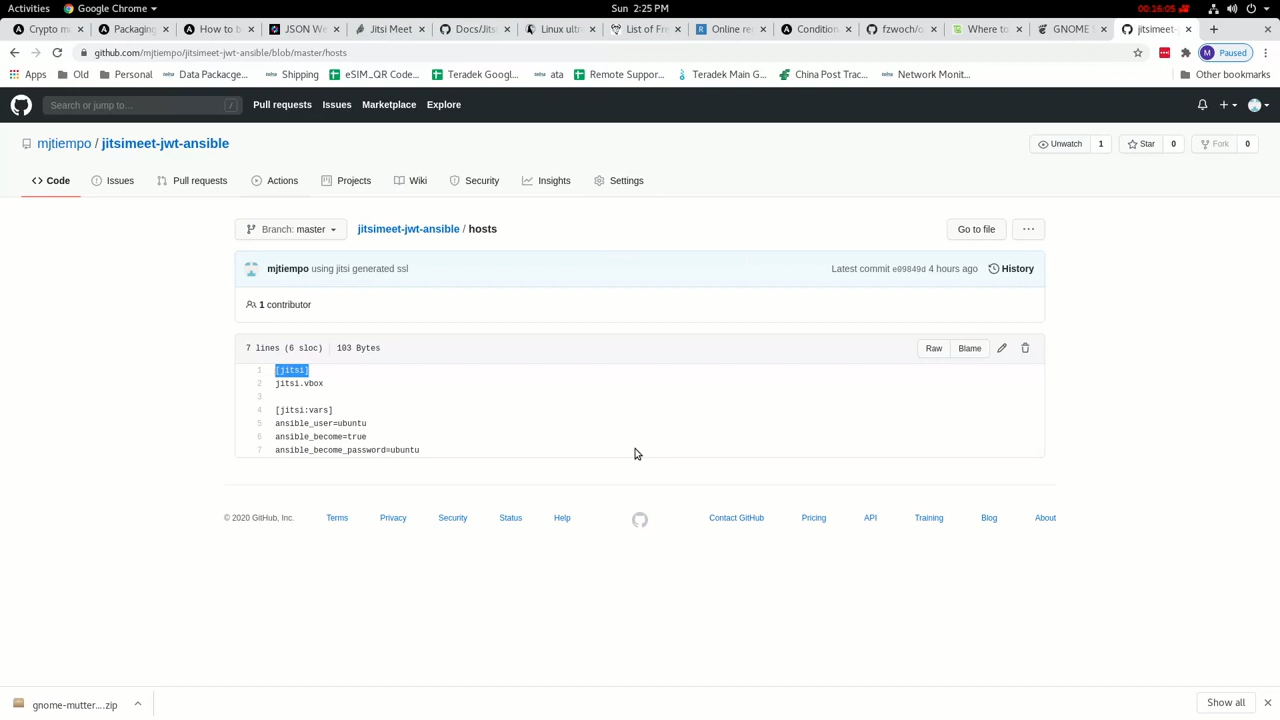 Activities Google Chrome Sun 2:25 PM 00:16:05
Crypto m Packaging How to b JSON We Jitsi Meet Docs/Jits Linux ultr List of Fre Online re Condition fzwoch/o Where to GNOME S jitsimeet-j
github.com/mjtiempo/jitsimeet-jwt-ansible/blob/master/hosts M Paused
Apps Old Personal Data Packagce... Shipping eSIM_QR Code... Teradek Googl... ata Remote Suppor... Teradek Main G... China Post Trac... Network Monit... Other bookmarks
Search or jump to... / Pull requests Issues Marketplace Explore
mjtiempo / jitsimeet-jwt-ansible Unwatch 1 Star 0 Fork 0
Code Issues Pull requests Actions Projects Wiki Security Insights Settings
Branch: master jitsimeet-jwt-ansible / hosts Go to file ...
mjtiempo using jitsi generated ssl Latest commit e09849d 4 hours ago History
1 contributor
7 lines (6 sloc) 103 Bytes Raw Blame
1 [jitsi]
2 jitsi.vbox
3
4 [jitsi:vars]
5 ansible_user=ubuntu
6 ansible_become=true
7 ansible_become_password=ubuntu
© 2020 GitHub, Inc. Terms Privacy Security Status Help Contact GitHub Pricing API Training Blog About
gnome-mutter....zip Show all